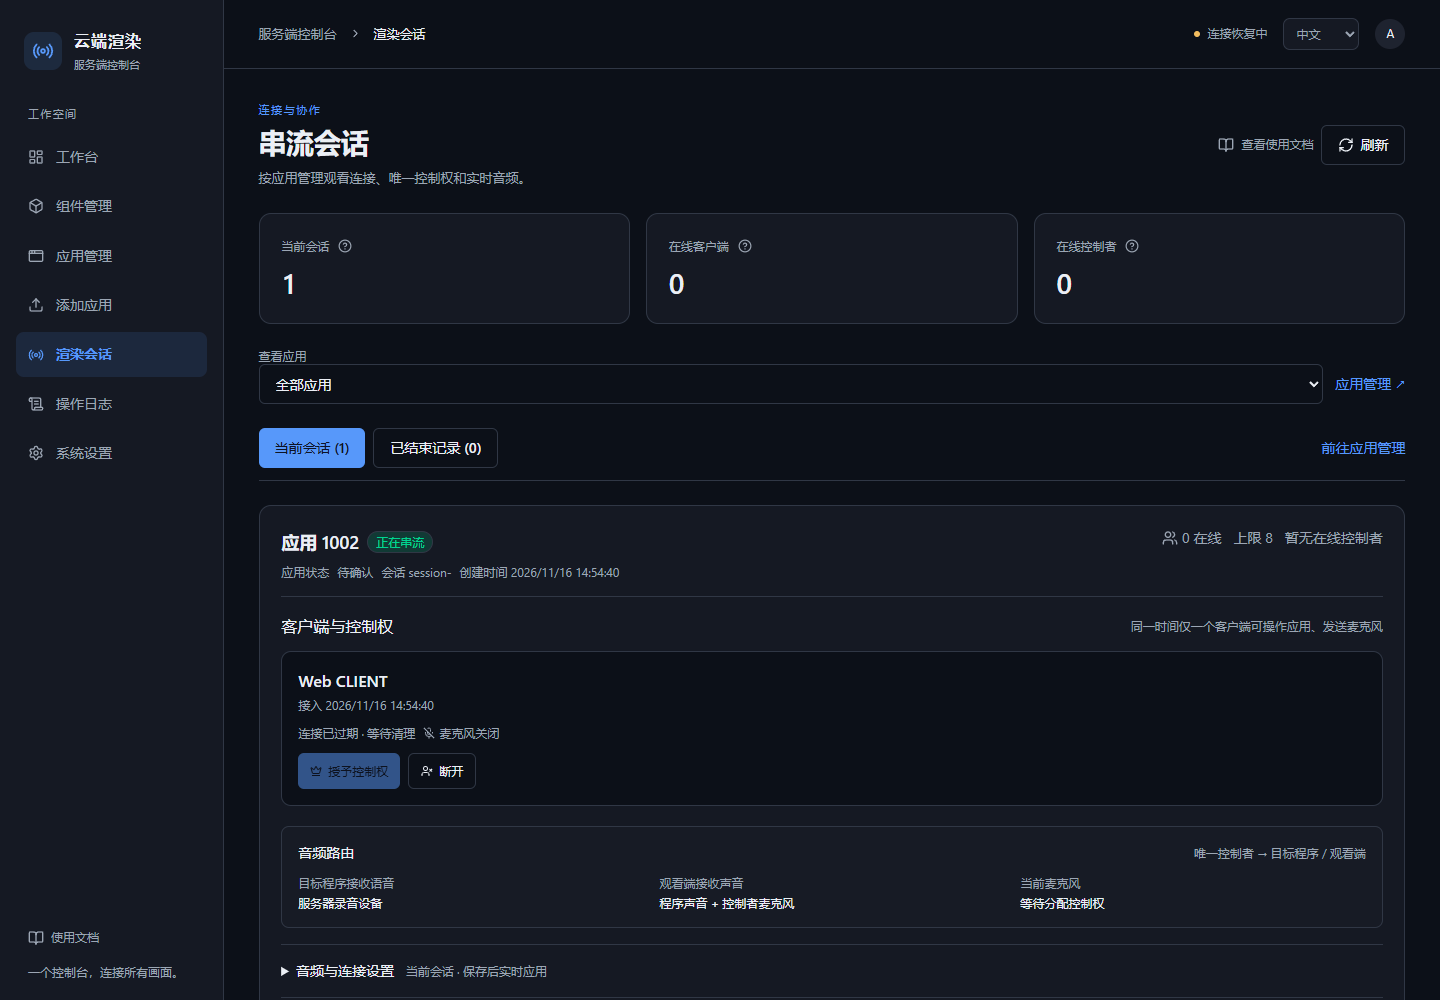 云端渲染
服务端控制台
工作空间
工作台
组件管理
应用管理
添加应用
渲染会话
操作日志
系统设置
使用文档
一个控制台，连接所有画面。
服务端控制台 > 渲染会话
连接恢复中 中文 A
连接与协作
串流会话
按应用管理观看连接、唯一控制权和实时音频。
查看使用文档 刷新
当前会话 ?
1
在线客户端 ?
0
在线控制者 ?
0
查看应用
全部应用 应用管理 ↗
当前会话 (1) 已结束记录 (0) 前往应用管理
应用 1002 正在串流
0 在线 上限 8 暂无在线控制者
应用状态 待确认 会话 session- 创建时间 2026/11/16 14:54:40
客户端与控制权 同一时间仅一个客户端可操作应用、发送麦克风
Web CLIENT
接入 2026/11/16 14:54:40
连接已过期 · 等待清理 麦克风关闭
授予控制权 断开
音频路由 唯一控制者 → 目标程序 / 观看端
目标程序接收语音 观看端接收声音 当前麦克风
服务器录音设备 程序声音 + 控制者麦克风 等待分配控制权
▶ 音频与连接设置 当前会话 · 保存后实时应用